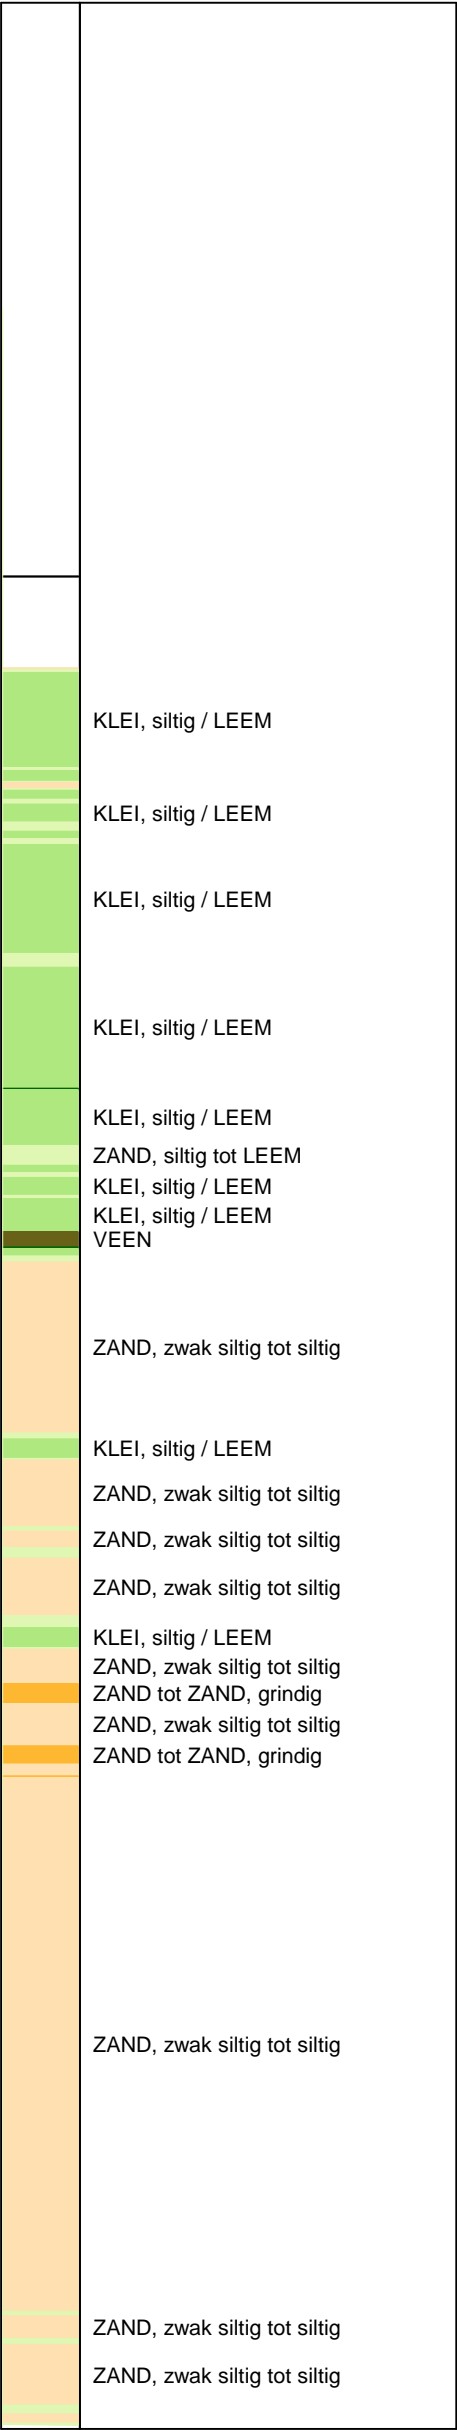 KLEI, siltig / LEEM
KLEI, siltig / LEEM
KLEI, siltig / LEEM
KLEI, siltig / LEEM
KLEI, siltig / LEEM
ZAND, siltig tot LEEM
KLEI, siltig / LEEM
KLEI, siltig / LEEM
VEEN
ZAND, zwak siltig tot siltig
KLEI, siltig / LEEM
ZAND, zwak siltig tot siltig
ZAND, zwak siltig tot siltig
ZAND, zwak siltig tot siltig
KLEI, siltig / LEEM
ZAND, zwak siltig tot siltig
ZAND tot ZAND, grindig
ZAND, zwak siltig tot siltig
ZAND tot ZAND, grindig
ZAND, zwak siltig tot siltig
ZAND, zwak siltig tot siltig
ZAND, zwak siltig tot siltig